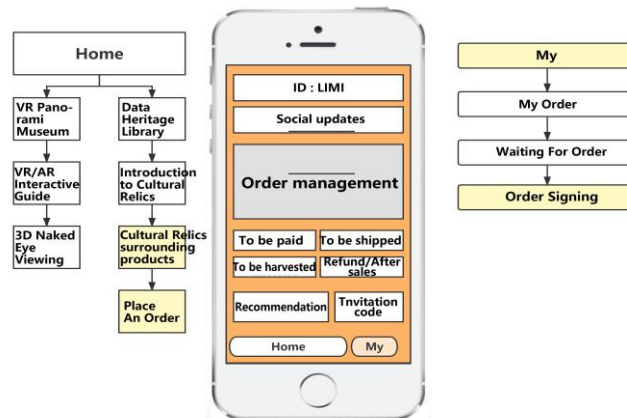 Home
VR Pano-
rami
Museum
VR/AR
Interactive
Guide
3D Naked
Eye
Viewing
Data
Heritage
Library
Introduction
to Cultural
Relics
Cultural Relics
surrounding
products
Place
An Order
ID : LIMI
Social updates
Order management
To be paid
To be shipped
To be harvested
Refund/After
sales
Recommendation
Tnvitation
code
Home
My
My
My Order
Waiting For Order
Order Signing